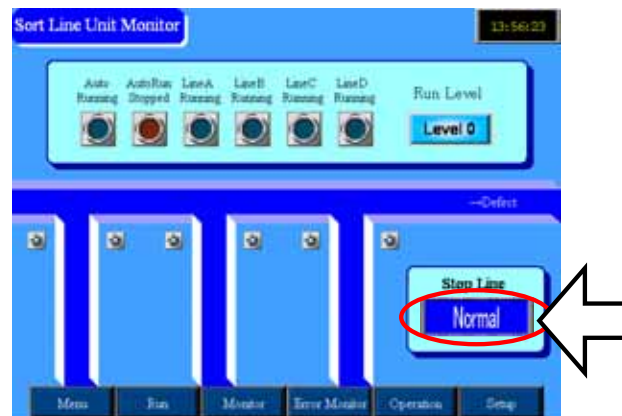 Sort Line Unit Monitor
13:56:23
Auto Running
AutoRun Stopped
LineA Running
LineB Running
LineC Running
LineD Running
Run Level
Level 0
Defect
Stop Line
Normal
Menu
Run
Monitor
Error Monitor
Operation
Setup